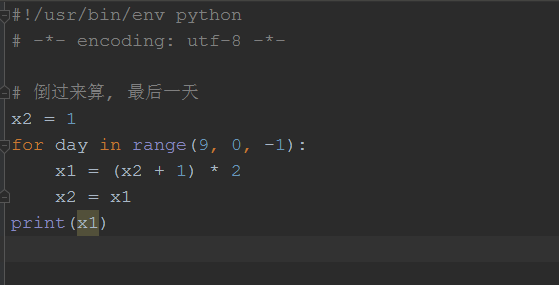 #!/usr/bin/env python
# -*- encoding: utf-8 -*-
# 倒过来算, 最后一天
x2 = 1
for day in range(9, 0, -1):
    x1 = (x2 + 1) * 2
    x2 = x1
print(x1)